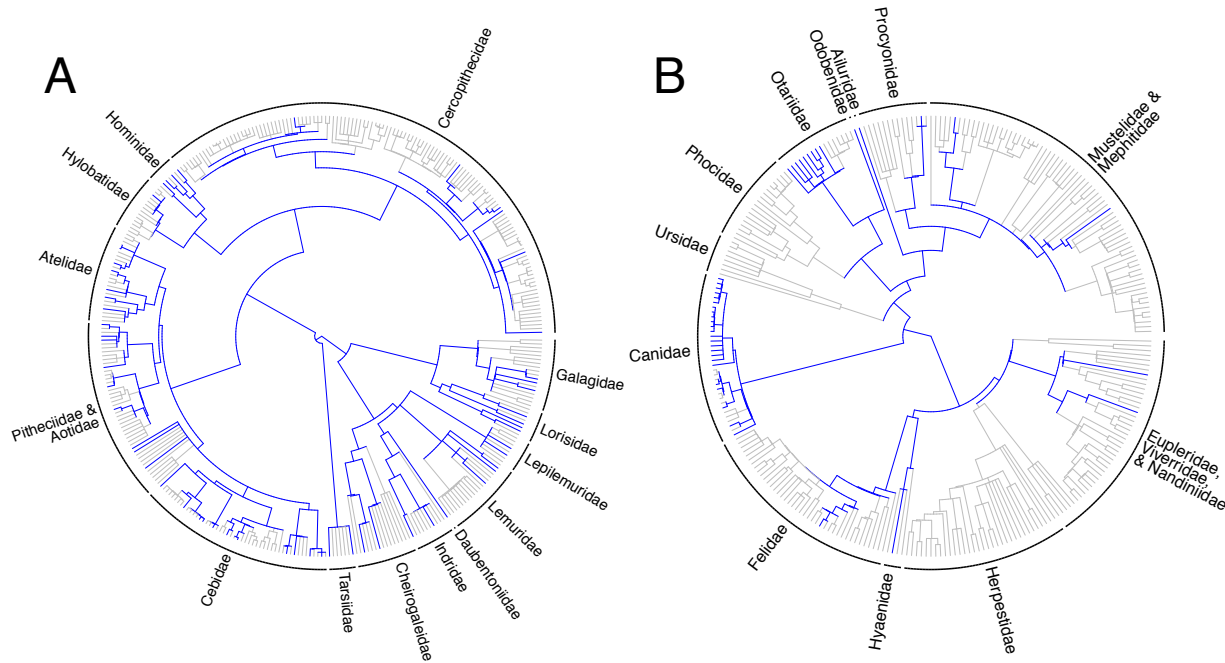 A
Cercopithecidae
Hominidae
Hylobatidae
Atelidae
Pitheciidae &
Aotidae
Cebidae
Tarsiidae
Cheirogaleidae
Indridae
Daubentoniidae
Lemuridae
Lepilemuridae
Lorisidae
Galagidae
B
Procyonidae
Ailuridae
Odobenidae
Otariidae
Phocidae
Ursidae
Canidae
Felidae
Hyaenidae
Herpestidae
Eupleridae,
Viverridae,
& Nandiniidae
Mustelidae &
Mephitidae